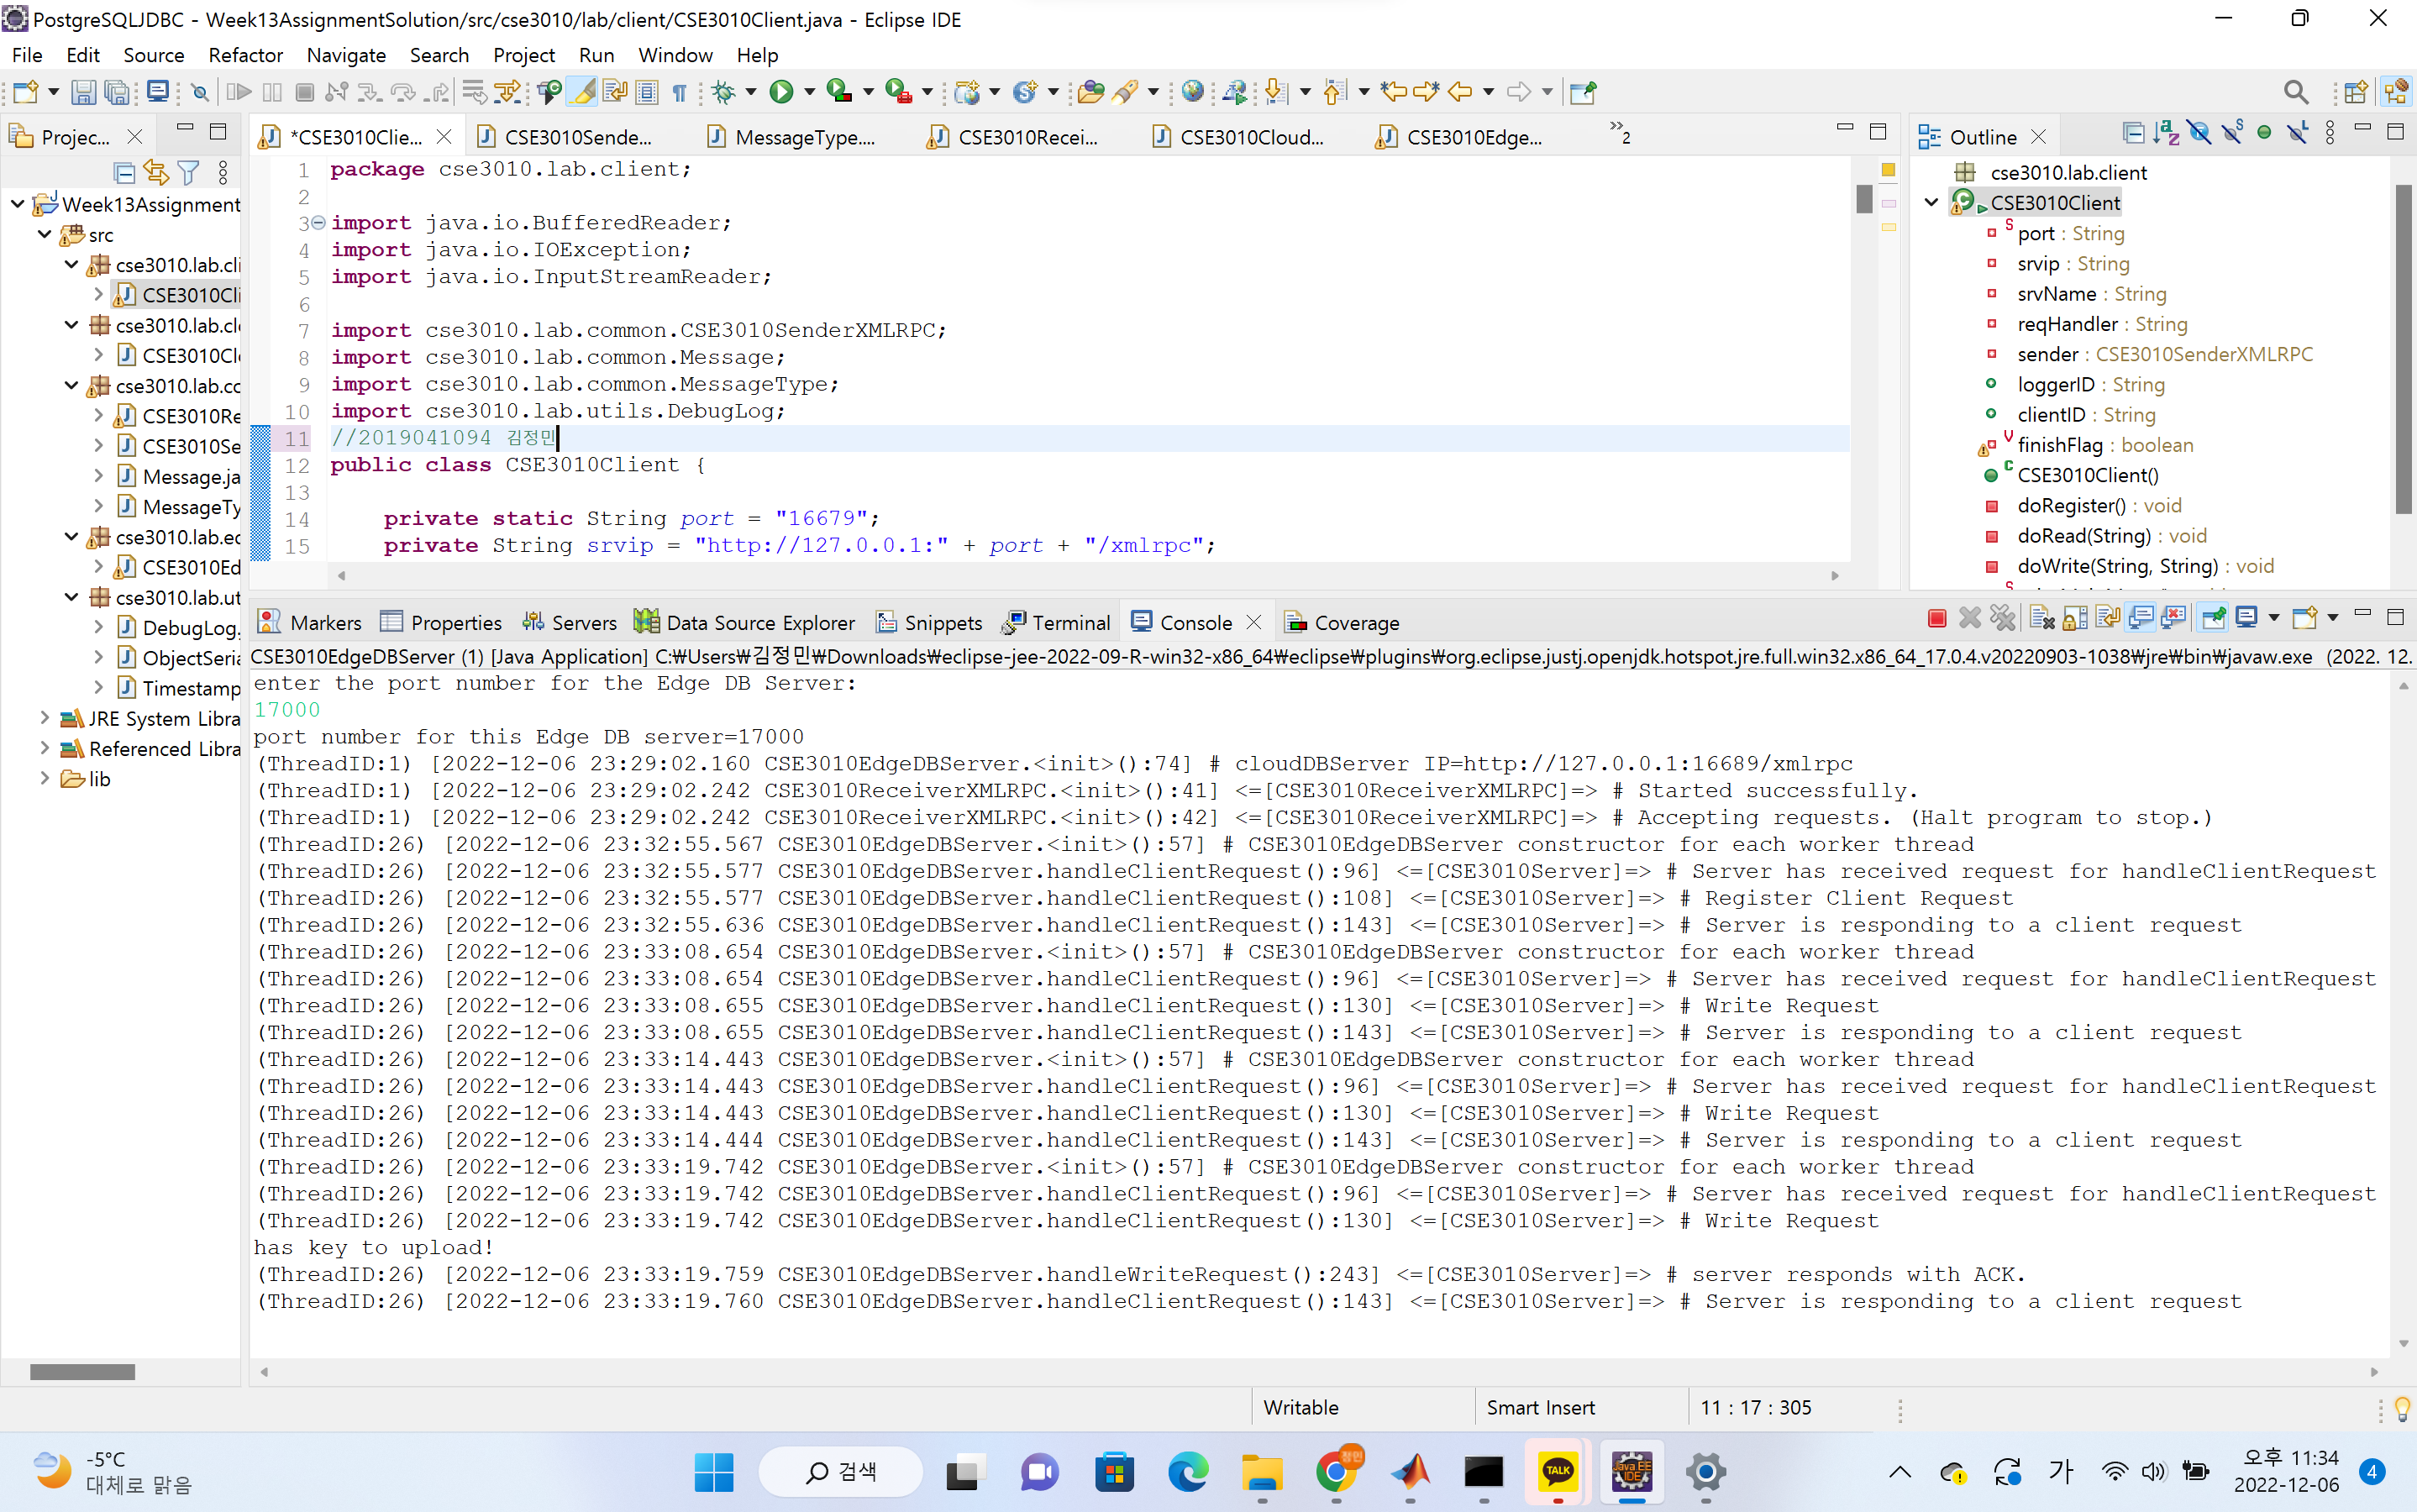 PostgreSQLJDBC - Week13AssignmentSolution/src/cse3010/lab/client/CSE3010Client.java - Eclipse IDE
File Edit Source Refactor Navigate Search Project Run Window Help
Projec...
*CSE3010Clie... CSE3010Sende... MessageType.... CSE3010Recei... CSE3010Cloud... CSE3010Edge... »2
Week13Assignment
src
cse3010.lab.cli
CSE3010Cli
cse3010.lab.clo
CSE3010Clo
cse3010.lab.co
CSE3010Re
CSE3010Se
Message.ja
MessageTy
cse3010.lab.ed
CSE3010Ed
cse3010.lab.ut
DebugLog.
ObjectSeria
Timestamp
JRE System Libra
Referenced Libra
lib
1 package cse3010.lab.client;
2
3 import java.io.BufferedReader;
4 import java.io.IOException;
5 import java.io.InputStreamReader;
6
7 import cse3010.lab.common.CSE3010SenderXMLRPC;
8 import cse3010.lab.common.Message;
9 import cse3010.lab.common.MessageType;
10 import cse3010.lab.utils.DebugLog;
11 //2019041094 김정민
12 public class CSE3010Client {
13
14 private static String port = "16679";
15 private String srvip = "http://127.0.0.1:" + port + "/xmlrpc";
Outline
cse3010.lab.client
CSE3010Client
port : String
srvip : String
srvName : String
reqHandler : String
sender : CSE3010SenderXMLRPC
loggerID : String
clientID : String
finishFlag : boolean
CSE3010Client()
doRegister() : void
doRead(String) : void
doWrite(String, String) : void
Markers Properties Servers Data Source Explorer Snippets Terminal Console Coverage
CSE3010EdgeDBServer (1) [Java Application] C:₩Users₩김정민₩Downloads₩eclipse-jee-2022-09-R-win32-x86_64₩eclipse₩plugins₩org.eclipse.justj.openjdk.hotspot.jre.full.win32.x86_64_17.0.4.v20220903-1038₩jre₩bin₩javaw.exe (2022. 12.
enter the port number for the Edge DB Server:
17000
port number for this Edge DB server=17000
(ThreadID:1) [2022-12-06 23:29:02.160 CSE3010EdgeDBServer.<init>():74] # cloudDBServer IP=http://127.0.0.1:16689/xmlrpc
(ThreadID:1) [2022-12-06 23:29:02.242 CSE3010ReceiverXMLRPC.<init>():41] <=[CSE3010ReceiverXMLRPC]=> # Started successfully.
(ThreadID:1) [2022-12-06 23:29:02.242 CSE3010ReceiverXMLRPC.<init>():42] <=[CSE3010ReceiverXMLRPC]=> # Accepting requests. (Halt program to stop.)
(ThreadID:26) [2022-12-06 23:32:55.567 CSE3010EdgeDBServer.<init>():57] # CSE3010EdgeDBServer constructor for each worker thread
(ThreadID:26) [2022-12-06 23:32:55.577 CSE3010EdgeDBServer.handleClientRequest():96] <=[CSE3010Server]=> # Server has received request for handleClientRequest
(ThreadID:26) [2022-12-06 23:32:55.577 CSE3010EdgeDBServer.handleClientRequest():108] <=[CSE3010Server]=> # Register Client Request
(ThreadID:26) [2022-12-06 23:32:55.636 CSE3010EdgeDBServer.handleClientRequest():143] <=[CSE3010Server]=> # Server is responding to a client request
(ThreadID:26) [2022-12-06 23:33:08.654 CSE3010EdgeDBServer.<init>():57] # CSE3010EdgeDBServer constructor for each worker thread
(ThreadID:26) [2022-12-06 23:33:08.654 CSE3010EdgeDBServer.handleClientRequest():96] <=[CSE3010Server]=> # Server has received request for handleClientRequest
(ThreadID:26) [2022-12-06 23:33:08.655 CSE3010EdgeDBServer.handleClientRequest():130] <=[CSE3010Server]=> # Write Request
(ThreadID:26) [2022-12-06 23:33:08.655 CSE3010EdgeDBServer.handleClientRequest():143] <=[CSE3010Server]=> # Server is responding to a client request
(ThreadID:26) [2022-12-06 23:33:14.443 CSE3010EdgeDBServer.<init>():57] # CSE3010EdgeDBServer constructor for each worker thread
(ThreadID:26) [2022-12-06 23:33:14.443 CSE3010EdgeDBServer.handleClientRequest():96] <=[CSE3010Server]=> # Server has received request for handleClientRequest
(ThreadID:26) [2022-12-06 23:33:14.443 CSE3010EdgeDBServer.handleClientRequest():130] <=[CSE3010Server]=> # Write Request
(ThreadID:26) [2022-12-06 23:33:14.444 CSE3010EdgeDBServer.handleClientRequest():143] <=[CSE3010Server]=> # Server is responding to a client request
(ThreadID:26) [2022-12-06 23:33:19.742 CSE3010EdgeDBServer.<init>():57] # CSE3010EdgeDBServer constructor for each worker thread
(ThreadID:26) [2022-12-06 23:33:19.742 CSE3010EdgeDBServer.handleClientRequest():96] <=[CSE3010Server]=> # Server has received request for handleClientRequest
(ThreadID:26) [2022-12-06 23:33:19.742 CSE3010EdgeDBServer.handleClientRequest():130] <=[CSE3010Server]=> # Write Request
has key to upload!
(ThreadID:26) [2022-12-06 23:33:19.759 CSE3010EdgeDBServer.handleWriteRequest():243] <=[CSE3010Server]=> # server responds with ACK.
(ThreadID:26) [2022-12-06 23:33:19.760 CSE3010EdgeDBServer.handleClientRequest():143] <=[CSE3010Server]=> # Server is responding to a client request
Writable Smart Insert 11 : 17 : 305
-5°C
대체로 맑음
검색
정민
TALK
Java EE
IDE
가
오후 11:34
2022-12-06
4